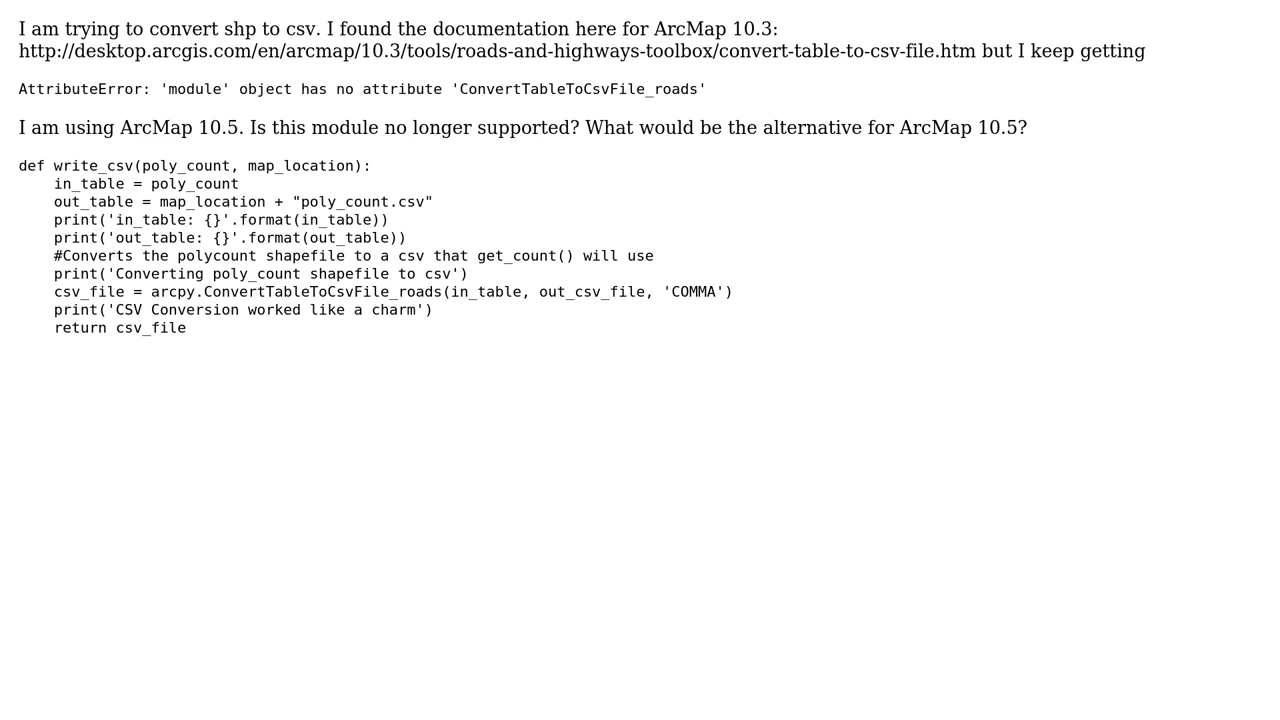 I am trying to convert shp to csv. I found the documentation here for ArcMap 10.3:
http://desktop.arcgis.com/en/arcmap/10.3/tools/roads-and-highways-toolbox/convert-table-to-csv-file.htm but I keep getting
AttributeError: 'module' object has no attribute 'ConvertTableToCsvFile_roads'
I am using ArcMap 10.5. Is this module no longer supported? What would be the alternative for ArcMap 10.5?
def write_csv(poly_count, map_location):
    in_table = poly_count
    out_table = map_location + "poly_count.csv"
    print('in_table: {}'.format(in_table))
    print('out_table: {}'.format(out_table))
    #Converts the polycount shapefile to a csv that get_count() will use
    print('Converting poly_count shapefile to csv')
    csv_file = arcpy.ConvertTableToCsvFile_roads(in_table, out_csv_file, 'COMMA')
    print('CSV Conversion worked like a charm')
    return csv_file